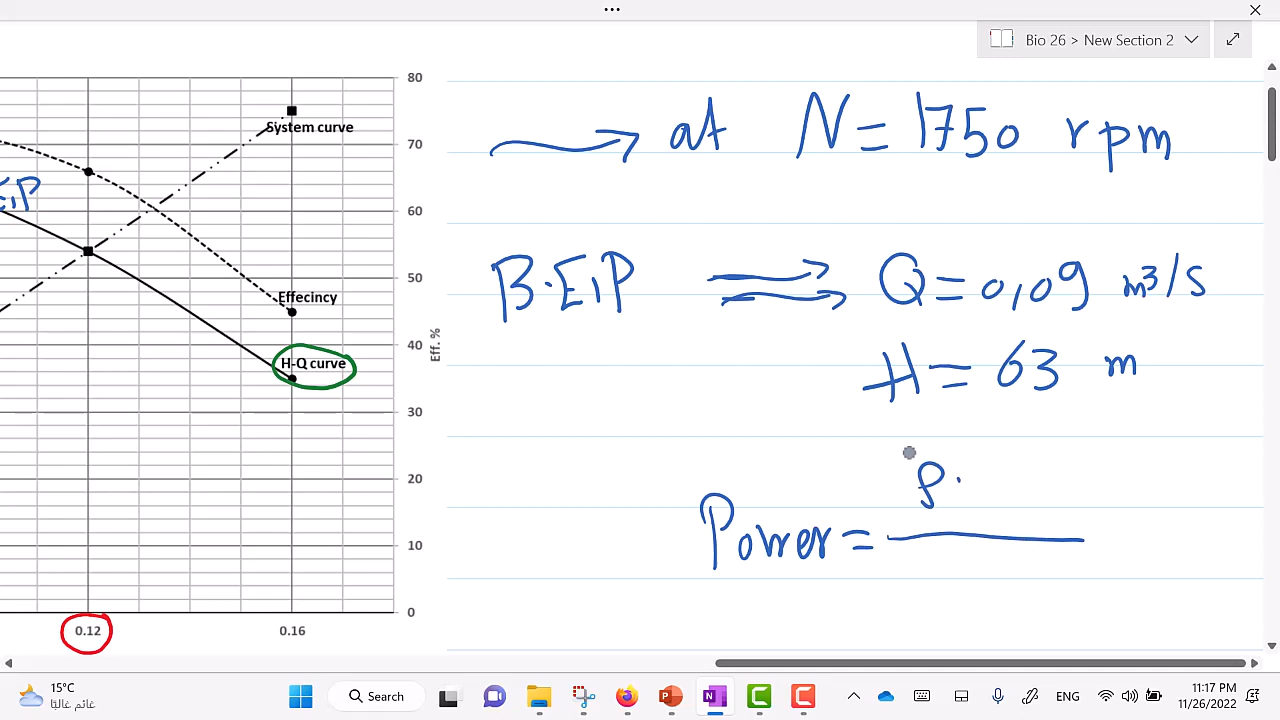 Bio 26 > New Section 2
80
System curve
70
60
50
Effecincy
40
H-Q curve
Eff. %
30
20
10
0
0.12
0.16
at N = 1750 rpm
B.E,P Q = 0,09 m³/s
H = 63 m
ρ.
Power =
E,P
15°C
غائم غالبًا
Search
ENG
11:17 PM
11/26/2022